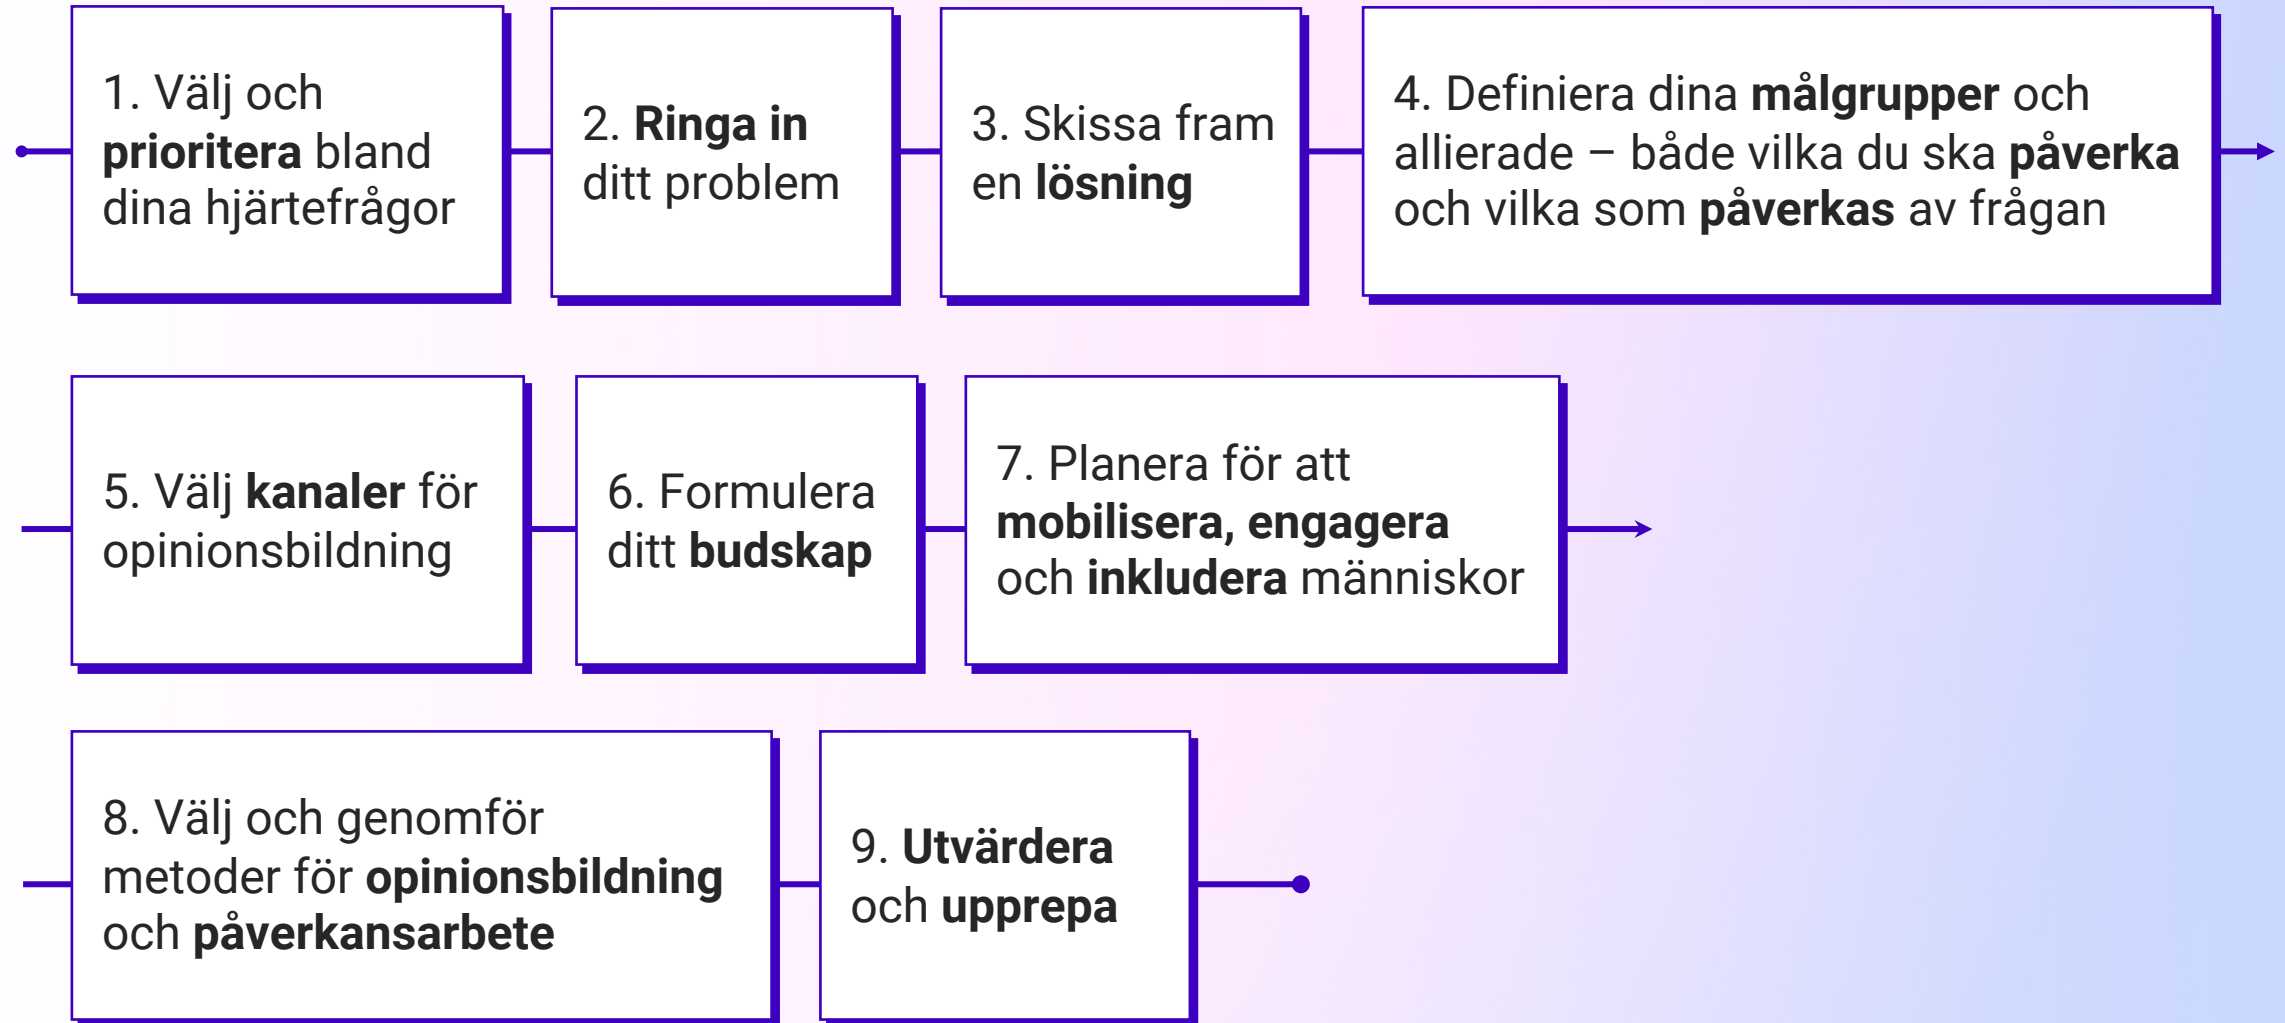 1. Välj och
prioritera bland
dina hjärtefrågor
2. Ringa in
ditt problem
3. Skissa fram
en lösning
4. Definiera dina målgrupper och
allierade – både vilka du ska påverka
och vilka som påverkas av frågan
5. Välj kanaler för
opinionsbildning
6. Formulera
ditt budskap
7. Planera för att
mobilisera, engagera
och inkludera människor
8. Välj och genomför
metoder för opinionsbildning
och påverkansarbete
9. Utvärdera
och upprepa